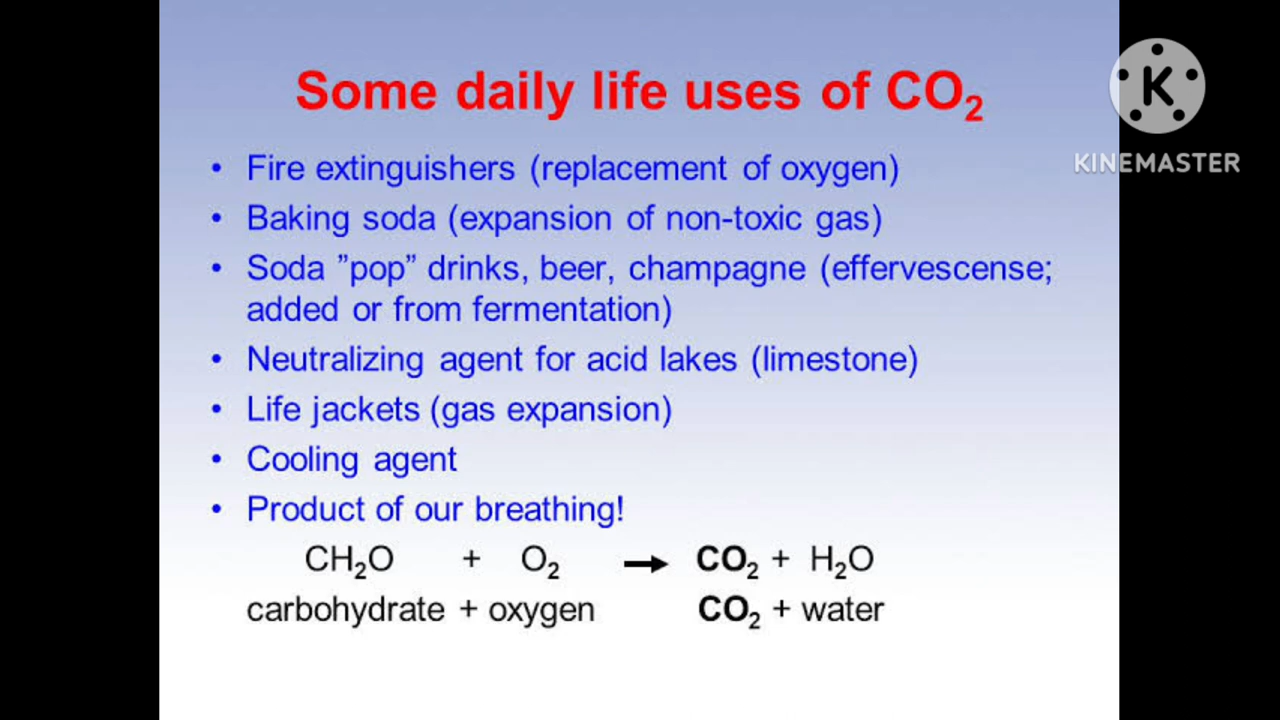 Some daily life uses of CO₂
K
KINEMASTER
• Fire extinguishers (replacement of oxygen)
• Baking soda (expansion of non-toxic gas)
• Soda ”pop” drinks, beer, champagne (effervescense;
added or from fermentation)
• Neutralizing agent for acid lakes (limestone)
• Life jackets (gas expansion)
• Cooling agent
• Product of our breathing!
CH₂O + O₂ → CO₂ + H₂O
carbohydrate + oxygen CO₂ + water